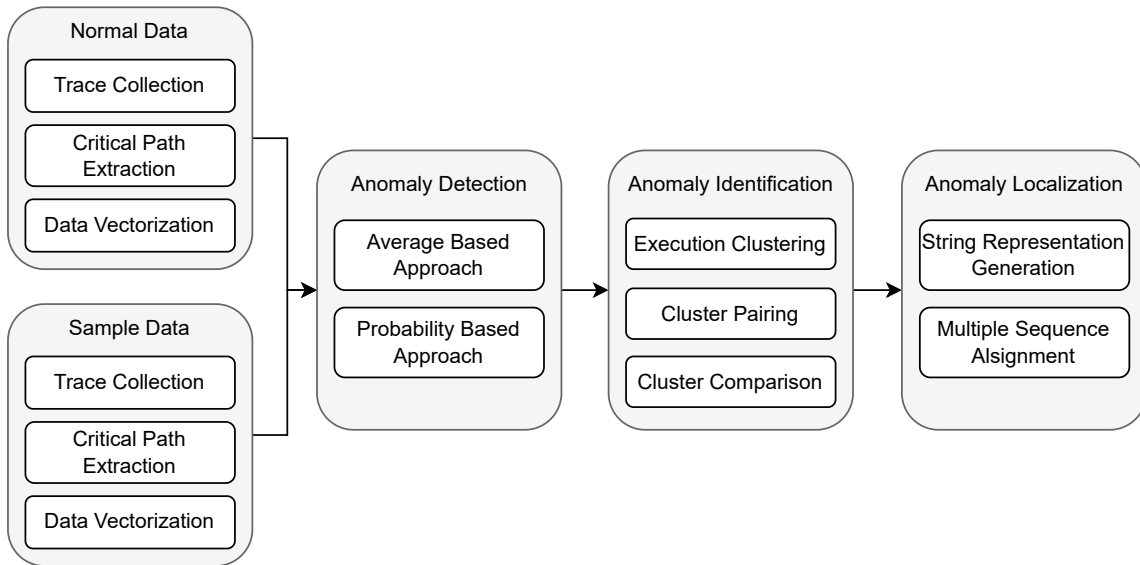 Normal Data
Trace Collection
Critical Path
Extraction
Data Vectorization
Sample Data
Trace Collection
Critical Path
Extraction
Data Vectorization
Anomaly Detection
Average Based
Approach
Probability Based
Approach
Anomaly Identification
Execution Clustering
Cluster Pairing
Cluster Comparison
Anomaly Localization
String Representation
Generation
Multiple Sequence
Alsignment